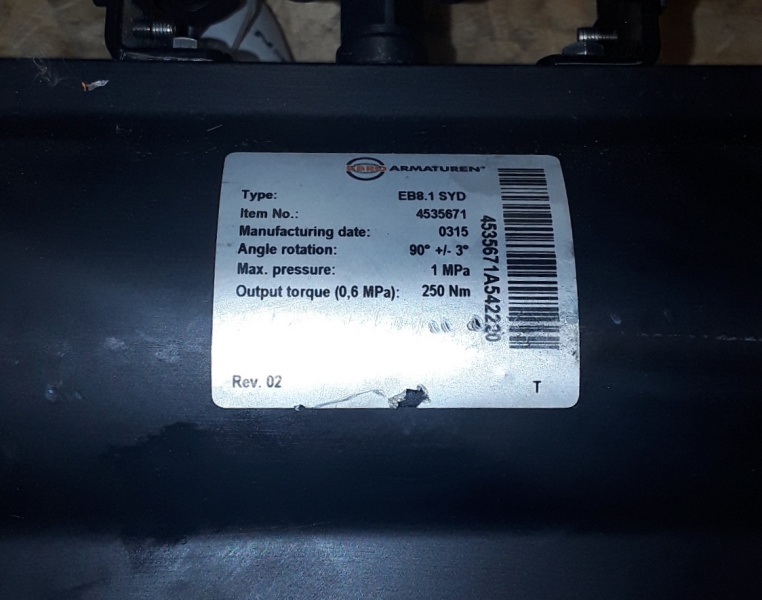 EBRO ARMATUREN®
Type: EB8.1 SYD
Item No.: 4535671
Manufacturing date: 0315
Angle rotation: 90° +/- 3°
Max. pressure: 1 MPa
Output torque (0,6 MPa): 250 Nm
Rev. 02
T